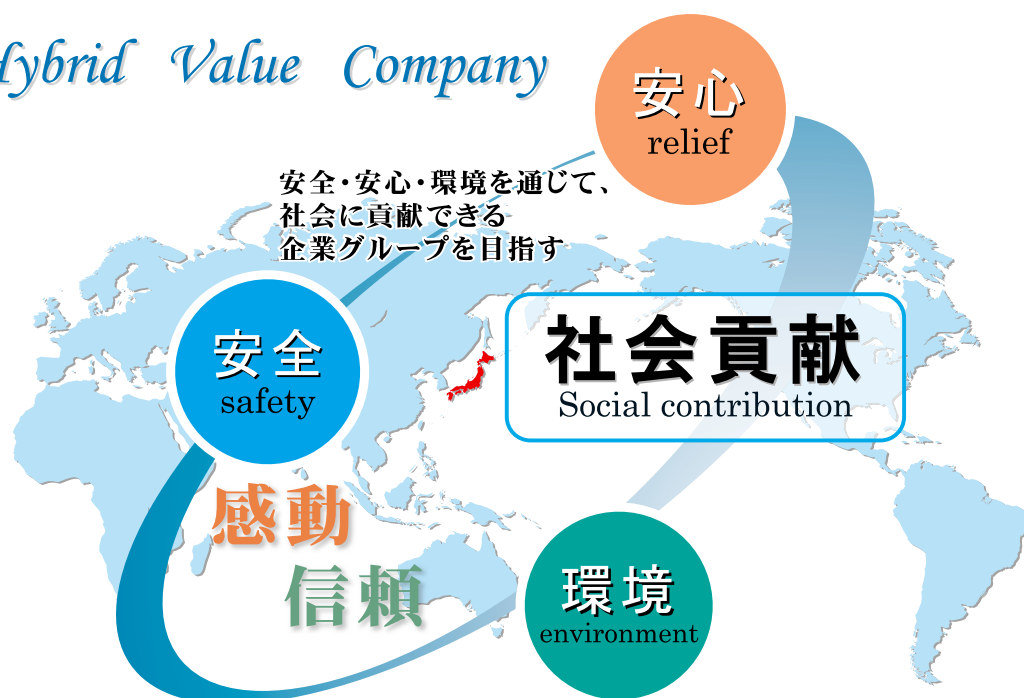 Hybrid Value Company
安心
relief
安全・安心・環境を通じて、
社会に貢献できる
企業グループを目指す
安全
safety
社会貢献
Social contribution
感動
信頼
環境
environment